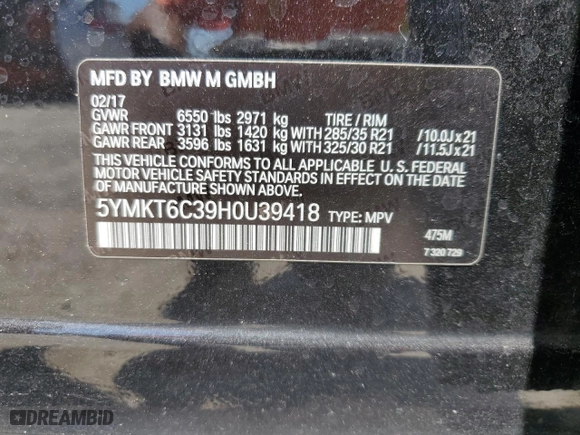 MFD BY BMW M GMBH
02/17
GVWR 6550 lbs 2971 kg TIRE / RIM
GAWR FRONT 3131 lbs 1420 kg WITH 285/35 R21 /10.0J x 21
GAWR REAR 3596 lbs 1631 kg WITH 325/30 R21 /11.5J x 21
THIS VEHICLE CONFORMS TO ALL APPLICABLE U. S. FEDERAL
MOTOR VEHICLE SAFETY STANDARDS IN EFFECT ON THE DATE OF
MANUFACTURE SHOWN ABOVE.
5YMKT6C39H0U39418 TYPE: MPV
475M
7 320 729
DREAMBID